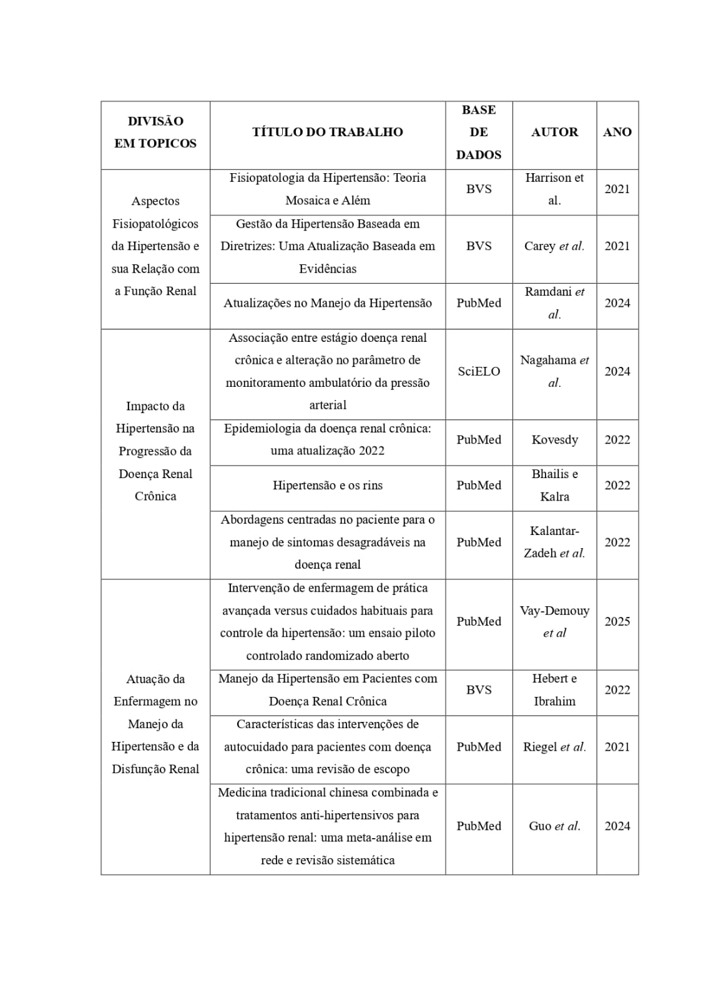 DIVISÃO
EM TOPICOS
TÍTULO DO TRABALHO
BASE
DE
DADOS
AUTOR
ANO
Aspectos
Fisiopatológicos
da Hipertensão e
sua Relação com
a Função Renal
Fisiopatologia da Hipertensão: Teoria
Mosaica e Além
BVS
Harrison et
al.
2021
Gestão da Hipertensão Baseada em
Diretrizes: Uma Atualização Baseada em
Evidências
BVS
Carey et al.
2021
Atualizações no Manejo da Hipertensão
PubMed
Ramdani et
al.
2024
Impacto da
Hipertensão na
Progressão da
Doença Renal
Crônica
Associação entre estágio doença renal
crônica e alteração no parâmetro de
monitoramento ambulatório da pressão
arterial
SciELO
Nagahama et
al.
2024
Epidemiologia da doença renal crônica:
uma atualização 2022
PubMed
Kovesdy
2022
Hipertensão e os rins
PubMed
Bhailis e
Kalra
2022
Abordagens centradas no paciente para o
manejo de sintomas desagradáveis na
doença renal
PubMed
Kalantar-
Zadeh et al.
2022
Atuação da
Enfermagem no
Manejo da
Hipertensão e da
Disfunção Renal
Intervenção de enfermagem de prática
avançada versus cuidados habituais para
controle da hipertensão: um ensaio piloto
controlado randomizado aberto
PubMed
Vay-Demouy
et al
2025
Manejo da Hipertensão em Pacientes com
Doença Renal Crônica
BVS
Hebert e
Ibrahim
2022
Características das intervenções de
autocuidado para pacientes com doença
crônica: uma revisão de escopo
PubMed
Riegel et al.
2021
Medicina tradicional chinesa combinada e
tratamentos anti-hipertensivos para
hipertensão renal: uma meta-análise em
rede e revisão sistemática
PubMed
Guo et al.
2024